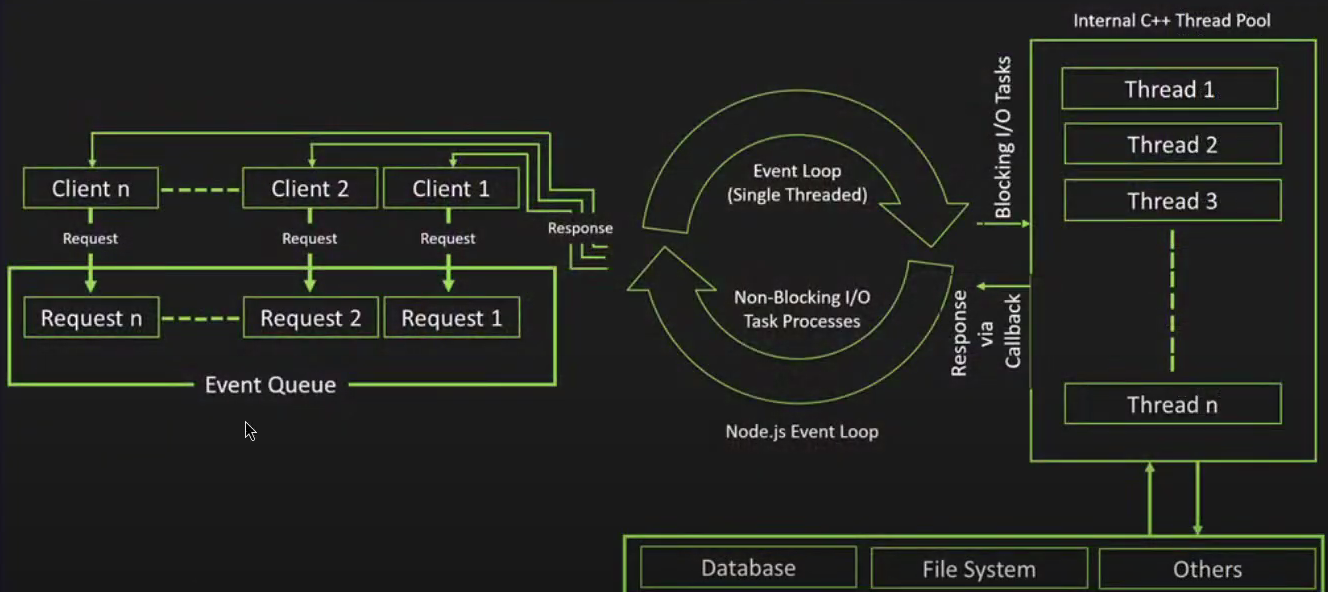 Internal C++ Thread Pool
Client n
Client 2
Client 1
Request
Request
Request
Response
Request n
Request 2
Request 1
Event Queue
Event Loop
(Single Threaded)
Non-Blocking I/O
Task Processes
Node.js Event Loop
Blocking I/O Tasks
Response
via
Callback
Thread 1
Thread 2
Thread 3
Thread n
Database
File System
Others